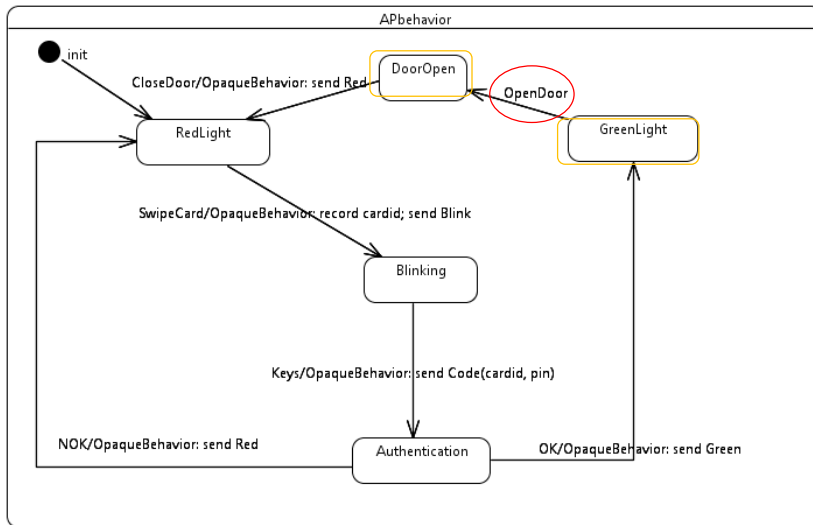 APbehavior
init
DoorOpen
CloseDoor/OpaqueBehavior: send Red
OpenDoor
RedLight
GreenLight
SwipeCard/OpaqueBehavior: record cardid; send Blink
Blinking
Keys/OpaqueBehavior: send Code(cardid, pin)
NOK/OpaqueBehavior: send Red
Authentication
OK/OpaqueBehavior: send Green